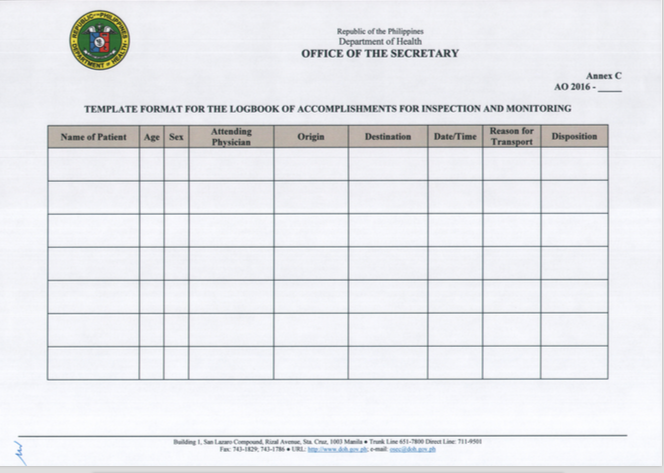 REPUBLIC PHILIPPINES
DEPARTMENT OF HEALTH
Republic of the Philippines
Department of Health
OFFICE OF THE SECRETARY
Annex C
AO 2016 - _____
TEMPLATE FORMAT FOR THE LOGBOOK OF ACCOMPLISHMENTS FOR INSPECTION AND MONITORING
Name of Patient Age Sex Attending Physician Origin Destination Date/Time Reason for Transport Disposition
Building 1, San Lazaro Compound, Rizal Avenue, Sta. Cruz, 1003 Manila ● Trunk Line 651-7800 Direct Line: 711-9501
Fax: 743-1829; 743-1786 ● URL: http://www.doh.gov.ph; e-mail: osec@doh.gov.ph